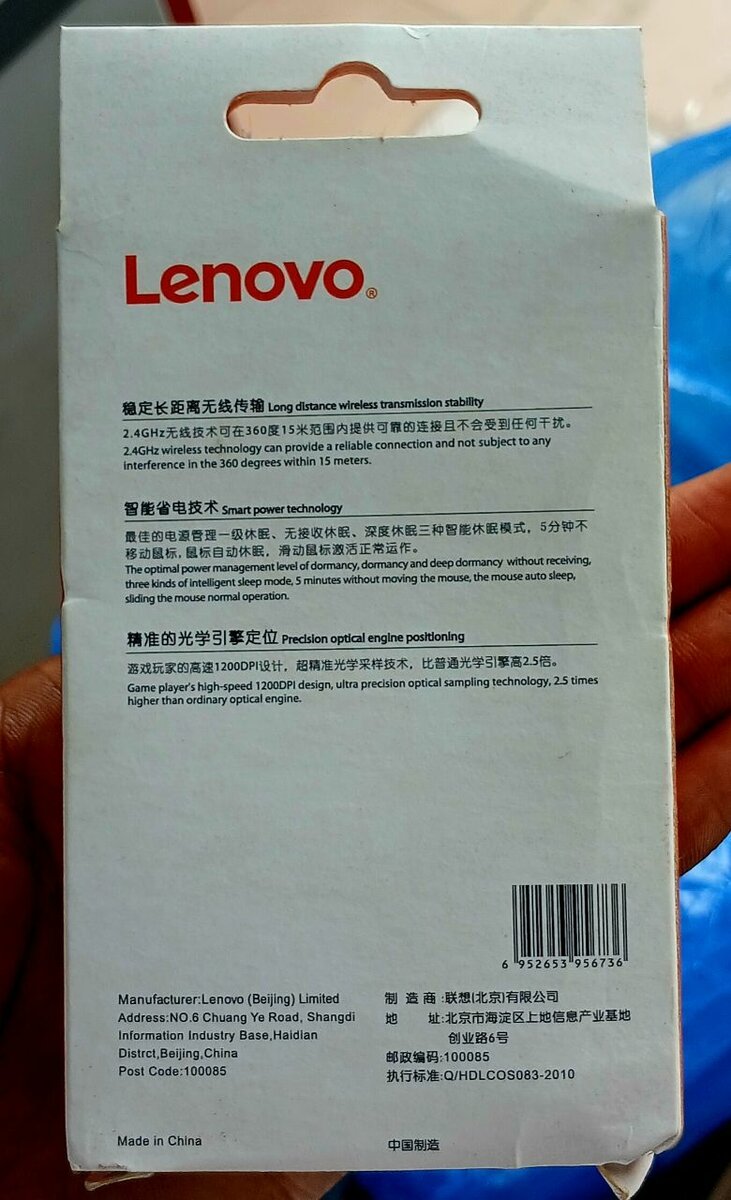 Lenovo®
稳定长距离无线传输 Long distance wireless transmission stability
2.4GHz无线技术可在360度15米范围内提供可靠的连接且不会受到任何干扰。
2.4GHz wireless technology can provide a reliable connection and not subject to any
interference in the 360 degrees within 15 meters.
智能省电技术 Smart power technology
最佳的电源管理一级休眠、无接收休眠、深度休眠三种智能休眠模式，5分钟不
移动鼠标,鼠标自动休眠，滑动鼠标激活正常运作。
The optimal power management level of dormancy, dormancy and deep dormancy without receiving,
three kinds of intelligent sleep mode, 5 minutes without moving the mouse, the mouse auto sleep,
sliding the mouse normal operation.
精准的光学引擎定位 Precision optical engine positioning
游戏玩家的高速1200DPI设计，超精准光学采样技术，比普通光学引擎高2.5倍。
Game player's high-speed 1200DPI design, ultra precision optical sampling technology, 2.5 times
higher than ordinary optical engine.
6 952653 956736
Manufacturer:Lenovo (Beijing) Limited
Address:NO.6 Chuang Ye Road, Shangdi
Information Industry Base,Haidian
Distrct,Beijing,China
Post Code:100085
制 造 商:联想(北京)有限公司
地 址:北京市海淀区上地信息产业基地
创业路6号
邮政编码:100085
执行标准:Q/HDLCOS083-2010
Made in China
中国制造